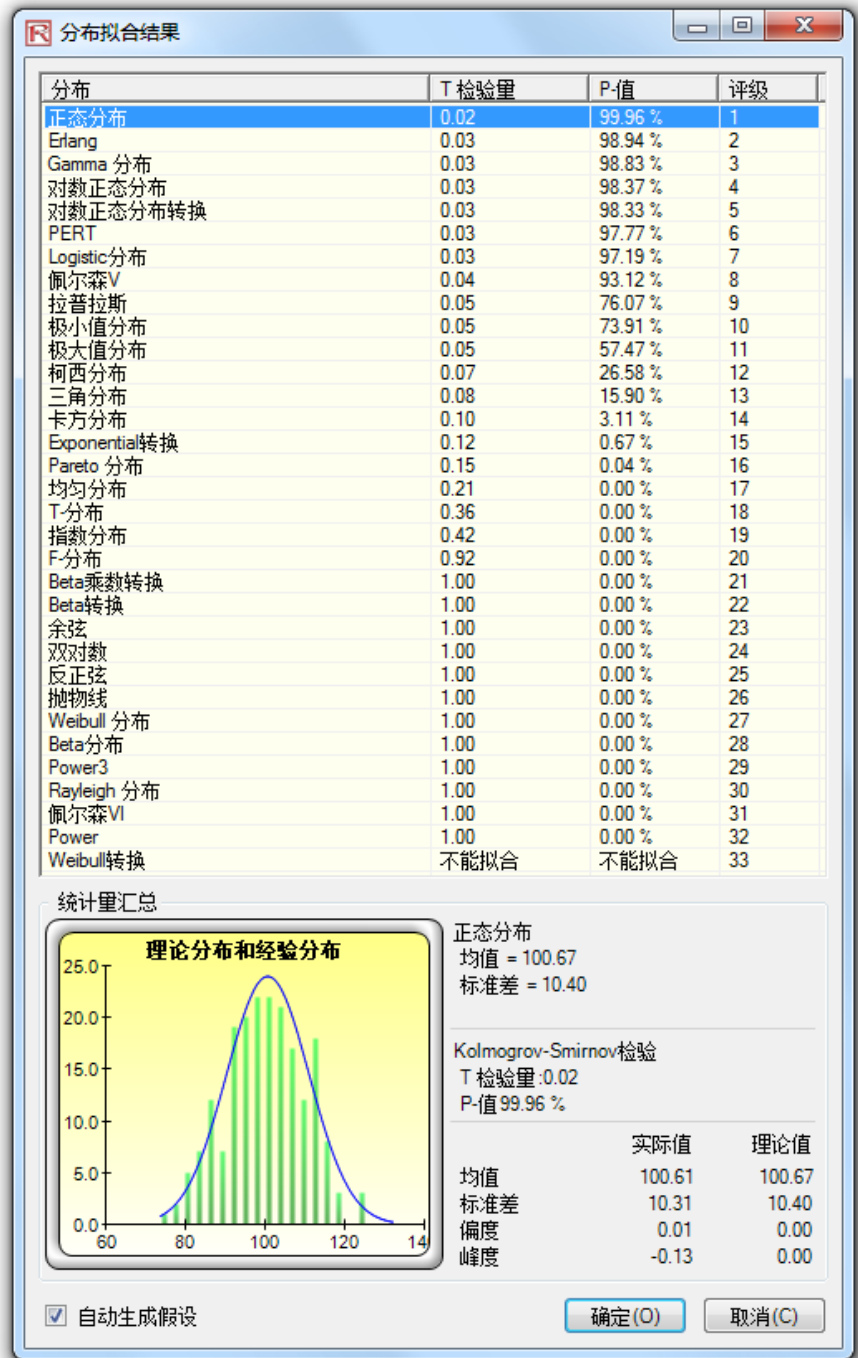 分布拟合结果
分布 T 检验量 P-值 评级
正态分布 0.02 99.96 % 1
Erlang 0.03 98.94 % 2
Gamma 分布 0.03 98.83 % 3
对数正态分布 0.03 98.37 % 4
对数正态分布转换 0.03 98.33 % 5
PERT 0.03 97.77 % 6
Logistic分布 0.03 97.19 % 7
佩尔森V 0.04 93.12 % 8
拉普拉斯 0.05 76.07 % 9
极小值分布 0.05 73.91 % 10
极大值分布 0.05 57.47 % 11
柯西分布 0.07 26.58 % 12
三角分布 0.08 15.90 % 13
卡方分布 0.10 3.11 % 14
Exponential转换 0.12 0.67 % 15
Pareto 分布 0.15 0.04 % 16
均匀分布 0.21 0.00 % 17
T-分布 0.36 0.00 % 18
指数分布 0.42 0.00 % 19
F-分布 0.92 0.00 % 20
Beta乘数转换 1.00 0.00 % 21
Beta转换 1.00 0.00 % 22
余弦 1.00 0.00 % 23
双对数 1.00 0.00 % 24
反正弦 1.00 0.00 % 25
抛物线 1.00 0.00 % 26
Weibull 分布 1.00 0.00 % 27
Beta分布 1.00 0.00 % 28
Power3 1.00 0.00 % 29
Rayleigh 分布 1.00 0.00 % 30
佩尔森VI 1.00 0.00 % 31
Power 1.00 0.00 % 32
Weibull转换 不能拟合 不能拟合 33
统计量汇总
理论分布和经验分布
25.0
20.0
15.0
10.0
5.0
0.0
60 80 100 120 14
正态分布
均值 = 100.67
标准差 = 10.40
Kolmogrov-Smirnov检验
T 检验量:0.02
P-值 99.96 %
实际值 理论值
均值 100.61 100.67
标准差 10.31 10.40
偏度 0.01 0.00
峰度 -0.13 0.00
自动生成假设 确定(O) 取消(C)